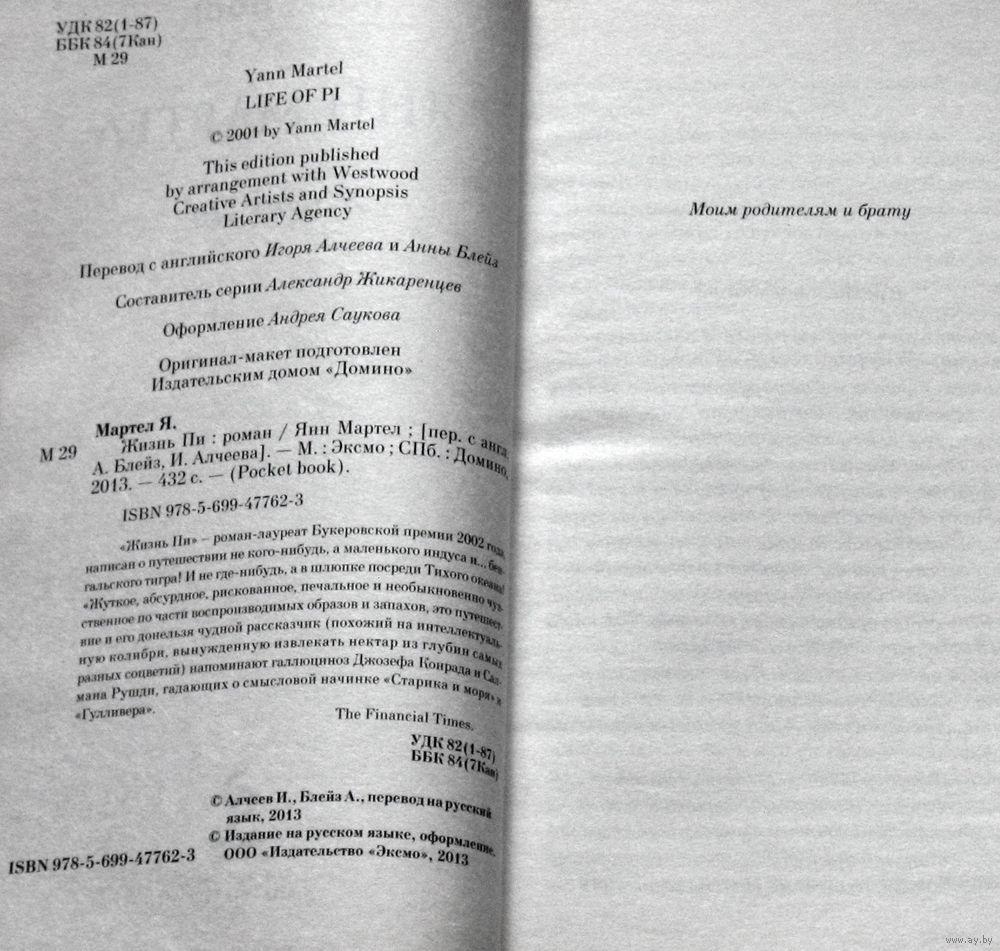 УДК 82(1-87)
ББК 84(7Кан)
М 29
Yann Martel
LIFE OF PI
© 2001 by Yann Martel
This edition published
by arrangement with Westwood
Creative Artists and Synopsis
Literary Agency
Перевод с английского Игоря Алчеева и Анны Блейз
Составитель серии Александр Жикаренцев
Оформление Андрея Саукова
Оригинал-макет подготовлен
Издательским домом «Домино»
Мартел Я.
М 29 Жизнь Пи : роман / Янн Мартел ; [пер. с англ.
А. Блейз, И. Алчеева]. — М. : Эксмо ; СПб. : Домино,
2013. — 432 с. — (Pocket book).
ISBN 978-5-699-47762-3
«Жизнь Пи» – роман-лауреат Букеровской премии 2002 года,
написан о путешествии не кого-нибудь, а маленького индуса и... бен-
гальского тигра! И не где-нибудь, а в шлюпке посреди Тихого океана!
«Жуткое, абсурдное, рискованное, печальное и необыкновенно чув-
ственное по части воспроизводимых образов и запахов, это путешест-
вие и его донельзя чудной рассказчик (похожий на интеллектуаль-
ную колибри, вынужденную извлекать нектар из глубин самых
разных соцветий) напоминают галлюциноз Джозефа Конрада и Сал-
мана Рушди, гадающих о смысловой начинке «Старика и моря» и
«Гулливера».
The Financial Times.
УДК 82(1-87)
ББК 84(7Кан)
© Алчеев И., Блейз А., перевод на русский
язык, 2013
© Издание на русском языке, оформление.
ООО «Издательство «Эксмо», 2013
ISBN 978-5-699-47762-3
Моим родителям и брату
www.ay.by